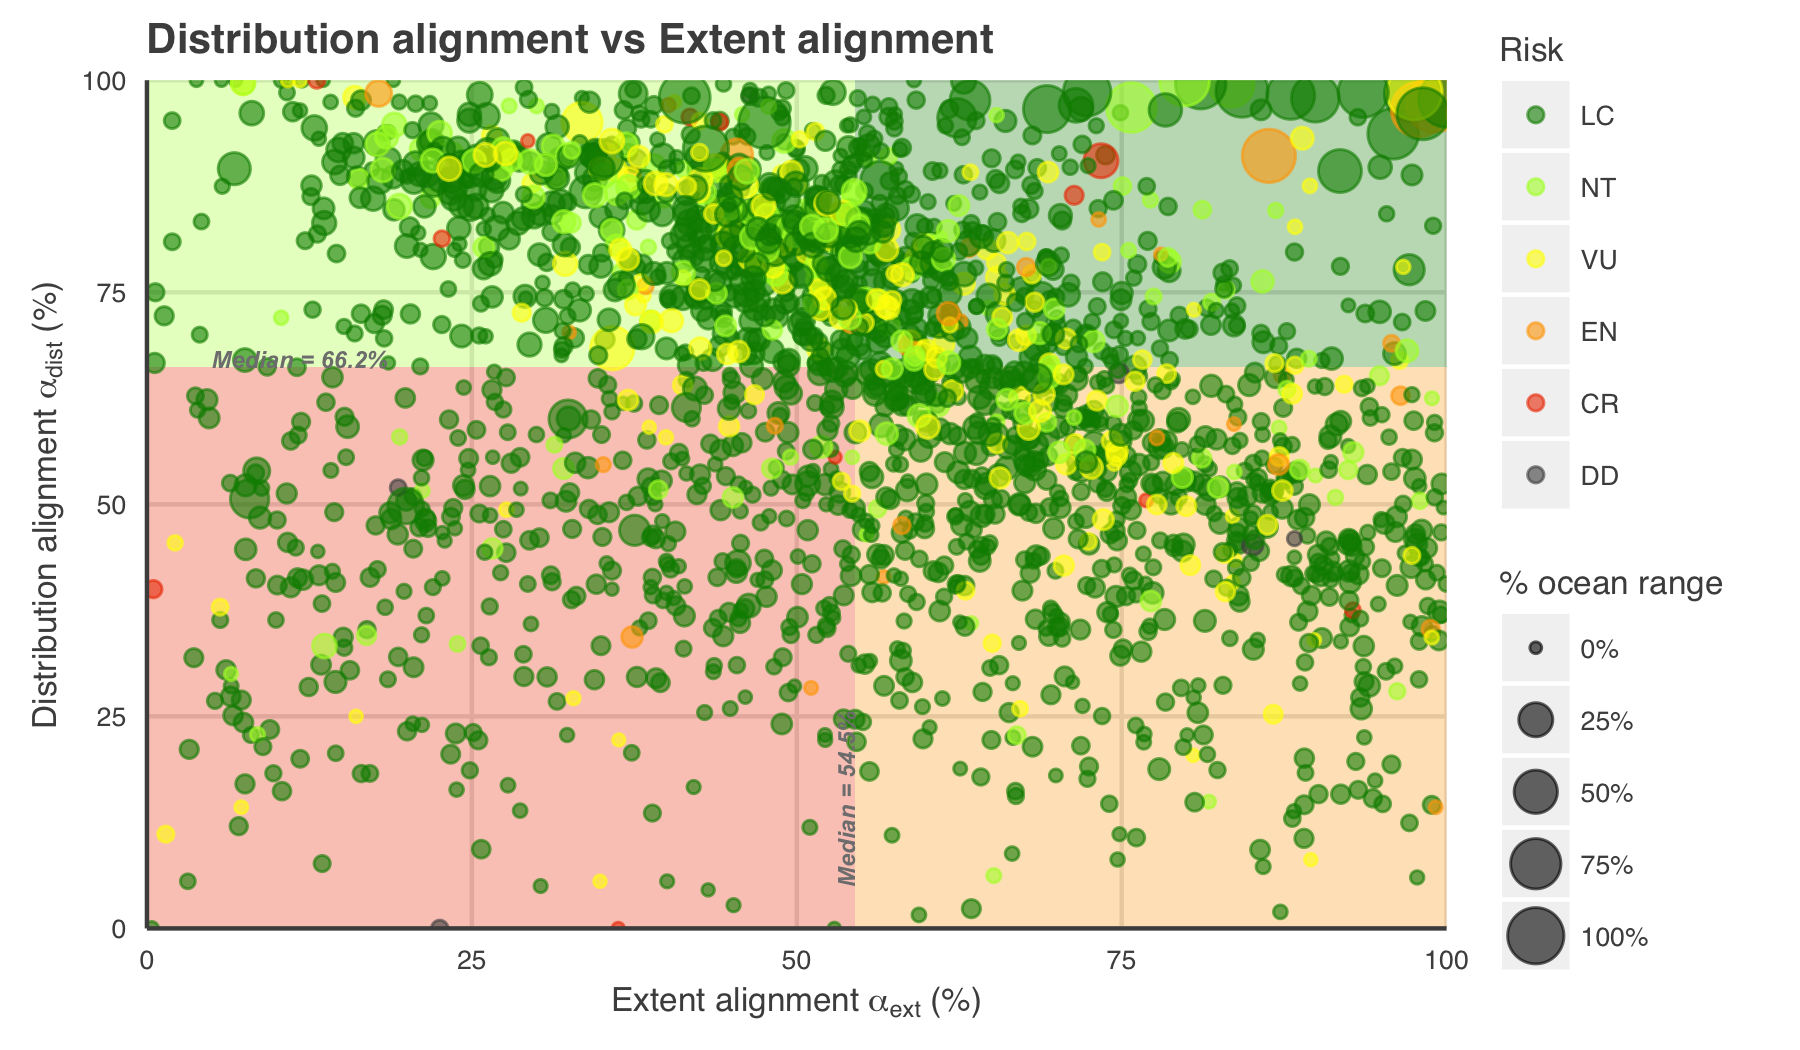 Distribution alignment vs Extent alignment
Distribution alignment αdist (%)
100
75
50
25
0
Median = 66.2%
Median = 54.5%
0 25 50 75 100
Extent alignment αext (%)
Risk
LC
NT
VU
EN
CR
DD
% ocean range
0%
25%
50%
75%
100%